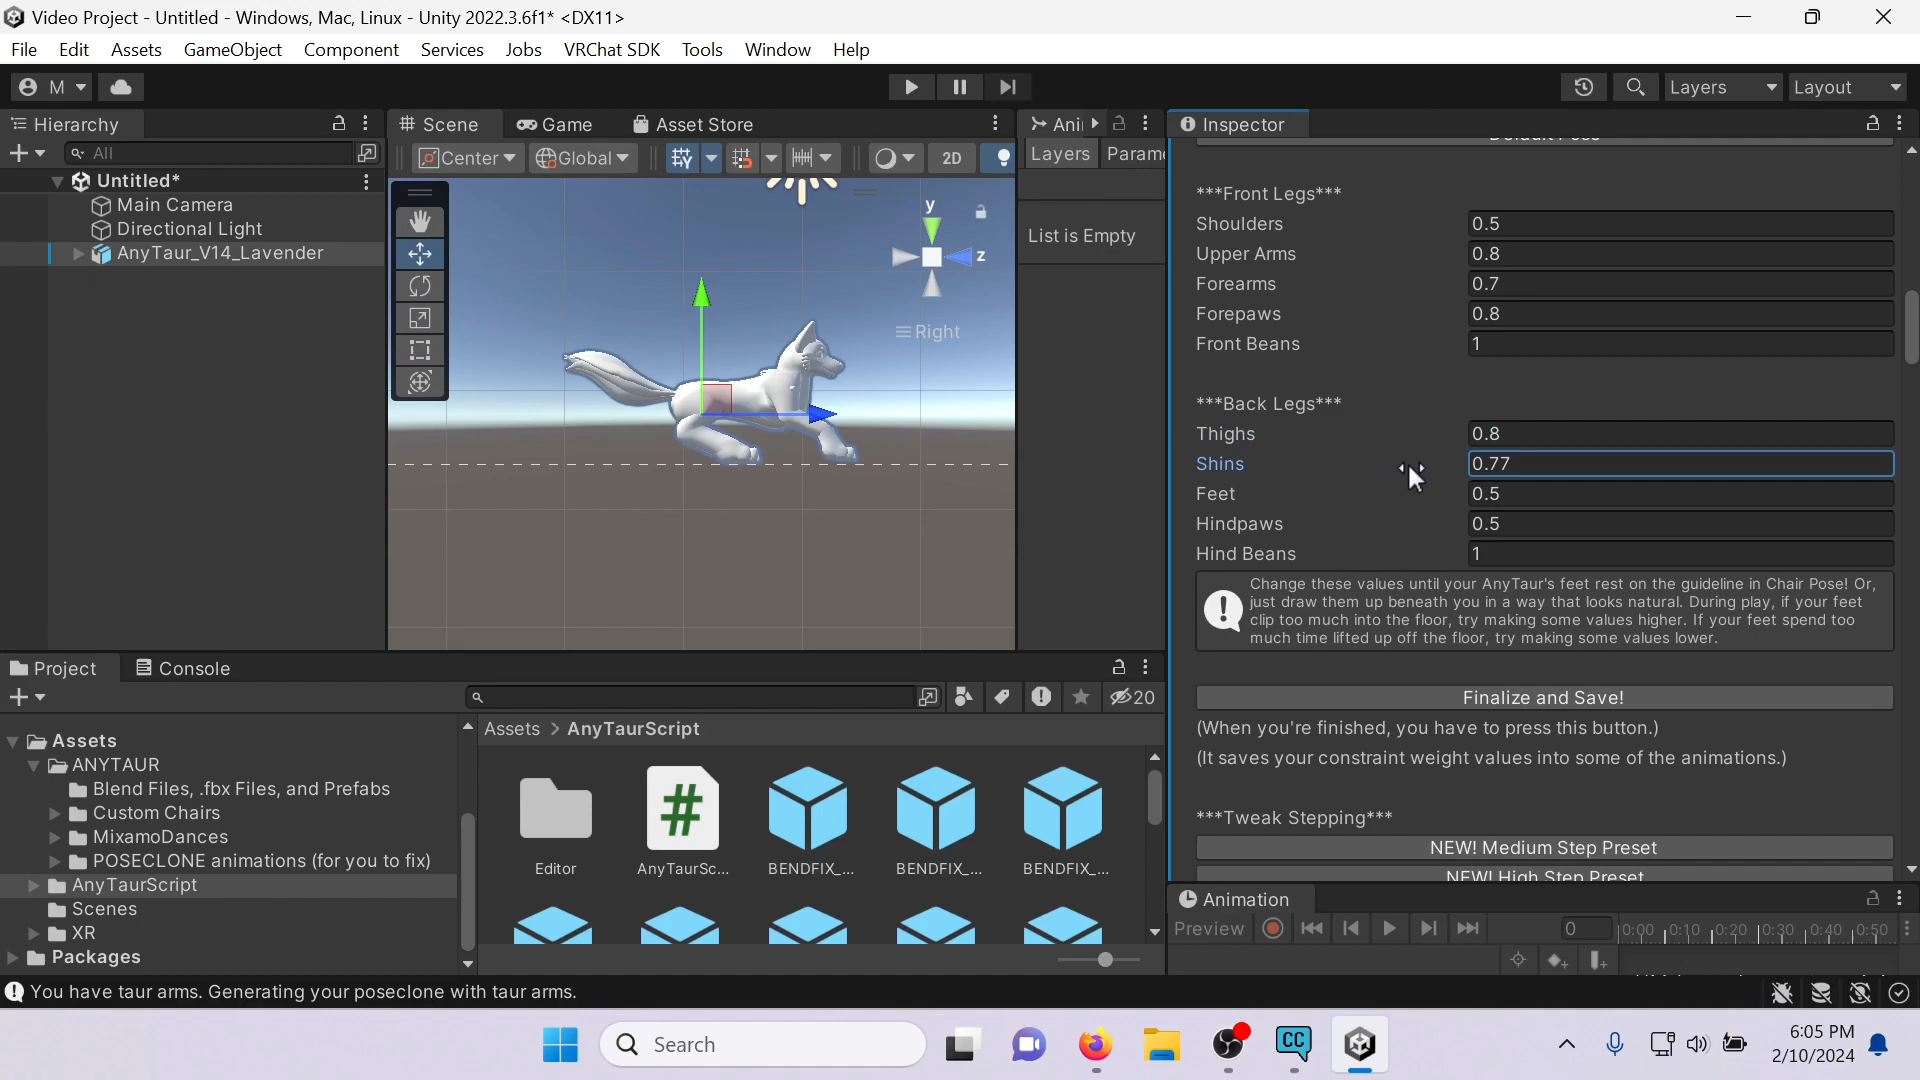 Video Project - Untitled - Windows, Mac, Linux - Unity 2022.3.6f1* <DX11>
File Edit Assets GameObject Component Services Jobs VRChat SDK Tools Window Help
M Layers Layout
Hierarchy
All
Untitled*
Main Camera
Directional Light
AnyTaur_V14_Lavender
Scene Game Asset Store
Center Global 2D
y
z
Right
Ani
Layers Param
List is Empty
Inspector
***Front Legs***
Shoulders 0.5
Upper Arms 0.8
Forearms 0.7
Forepaws 0.8
Front Beans 1
***Back Legs***
Thighs 0.8
Shins 0.77
Feet 0.5
Hindpaws 0.5
Hind Beans 1
Change these values until your AnyTaur's feet rest on the guideline in Chair Pose! Or,
just draw them up beneath you in a way that looks natural. During play, if your feet
clip too much into the floor, try making some values higher. If your feet spend too
much time lifted up off the floor, try making some values lower.
Finalize and Save!
(When you're finished, you have to press this button.)
(It saves your constraint weight values into some of the animations.)
***Tweak Stepping***
NEW! Medium Step Preset
NEW! High Step Preset
Project Console
20
Assets
ANYTAUR
Blend Files, .fbx Files, and Prefabs
Custom Chairs
MixamoDances
POSECLONE animations (for you to fix)
AnyTaurScript
Scenes
XR
Packages
Assets > AnyTaurScript
Editor AnyTaurSc... BENDFIX_... BENDFIX_... BENDFIX_...
Animation
Preview 0 0:00 0:10 0:20 0:30 0:40 0:50
You have taur arms. Generating your poseclone with taur arms.
Search
CC
6:05 PM
2/10/2024